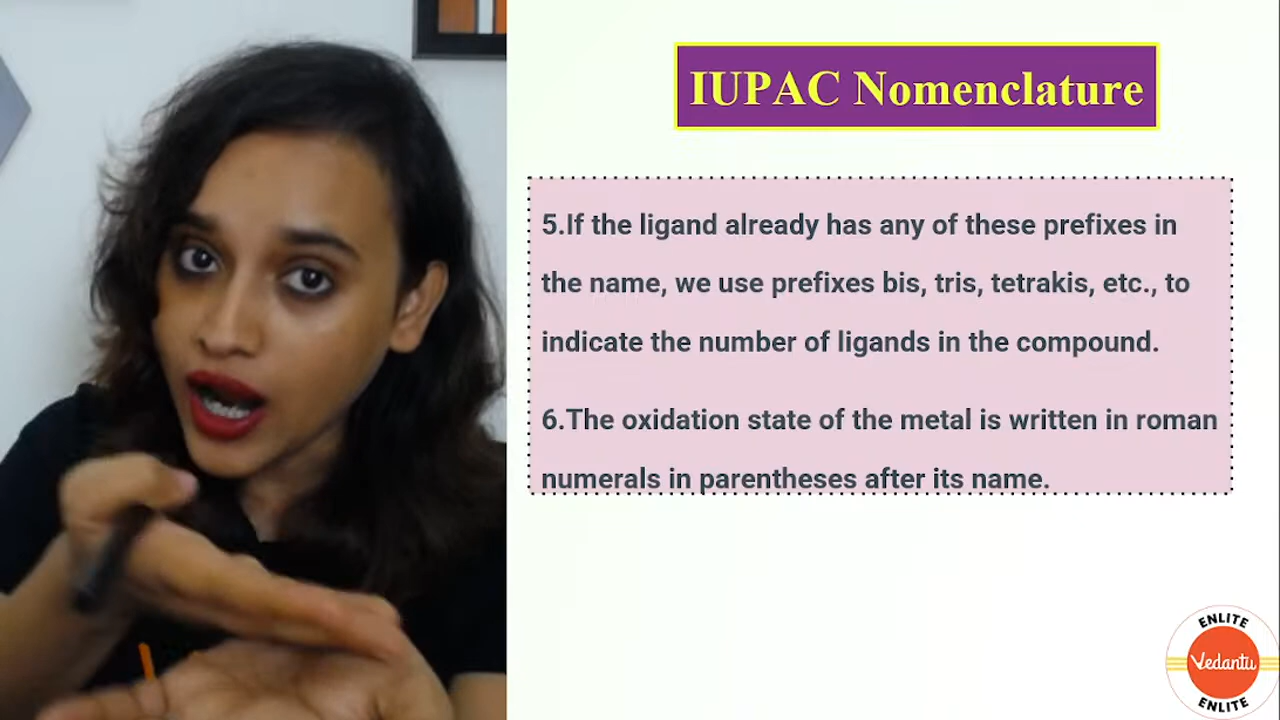 IUPAC Nomenclature
5.If the ligand already has any of these prefixes in
the name, we use prefixes bis, tris, tetrakis, etc., to
indicate the number of ligands in the compound.
6.The oxidation state of the metal is written in roman
numerals in parentheses after its name.
ENLITE
Vedantu
ENLITE